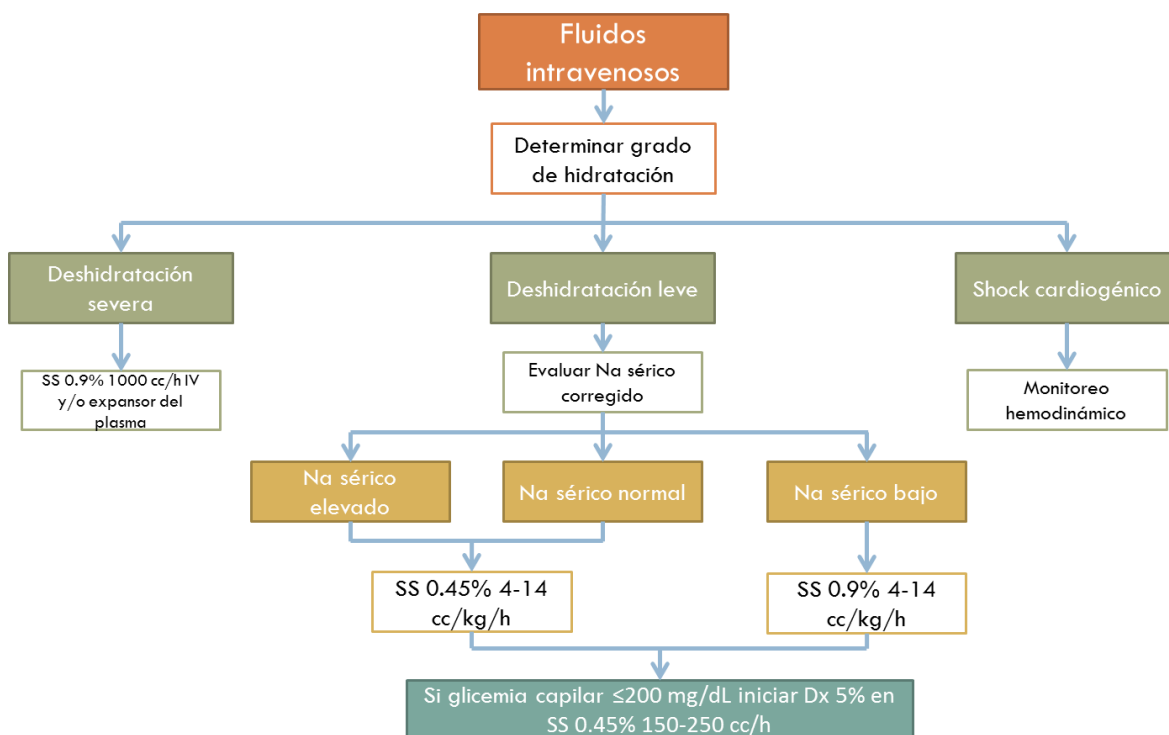 Fluidos
intravenosos
Determinar grado
de hidratación
Deshidratación
severa
Deshidratación leve
Shock cardiogénico
SS 0.9% 1000 cc/h IV
y/o expansor del
plasma
Evaluar Na sérico
corregido
Monitoreo
hemodinámico
Na sérico
elevado
Na sérico normal
Na sérico bajo
SS 0.45% 4-14
cc/kg/h
SS 0.9% 4-14
cc/kg/h
Si glicemia capilar ≤200 mg/dL iniciar Dx 5% en
SS 0.45% 150-250 cc/h